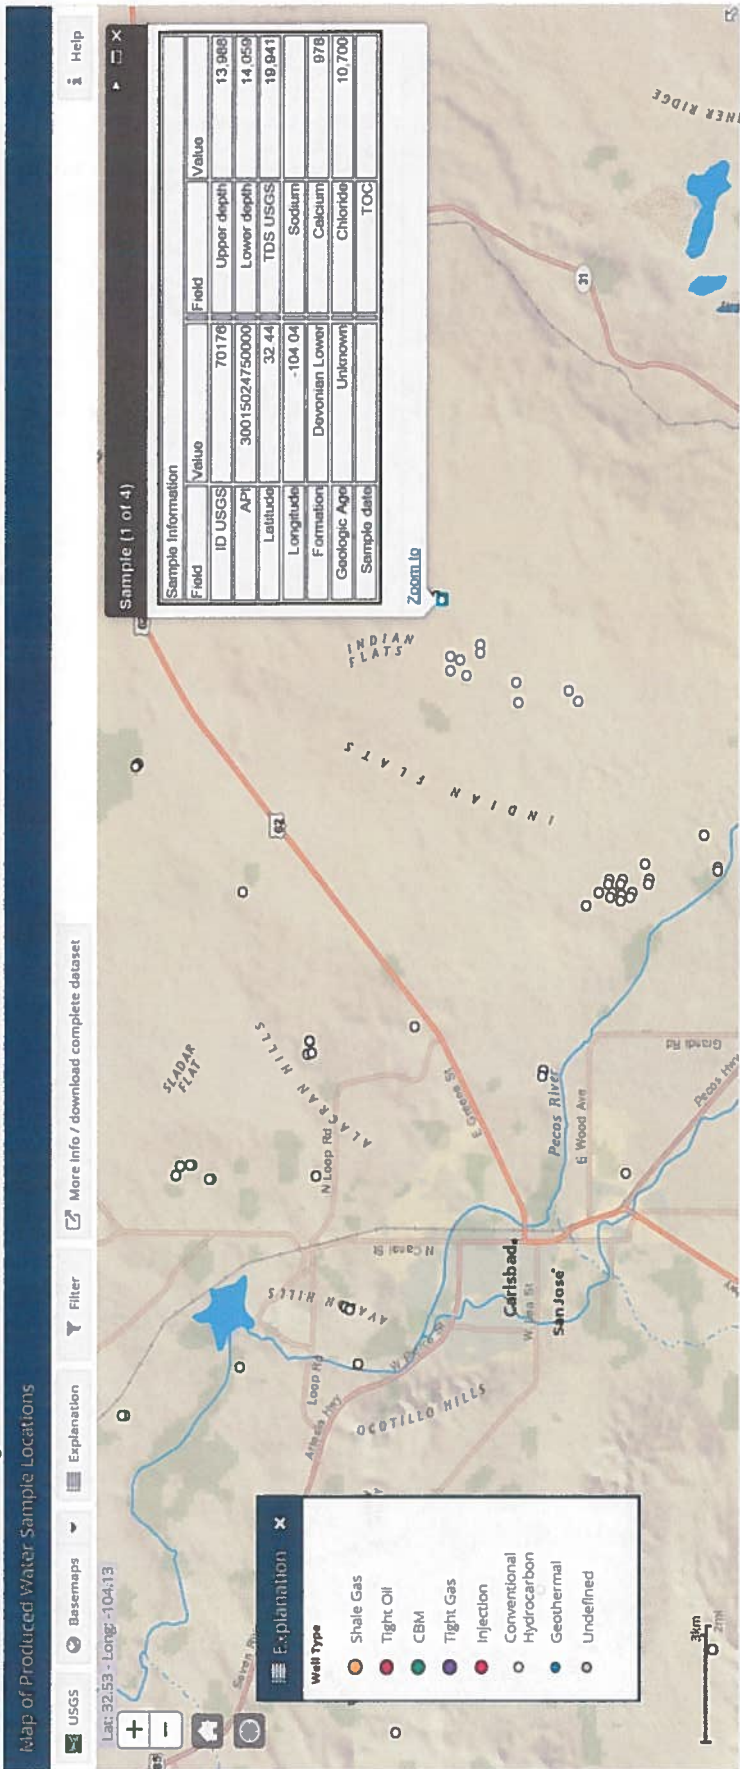 Map of Produced Water Sample Locations
USGS
Basemaps
Explanation
Filter
More info / download complete dataset
Help
Lat: 32.53 - Long: -104.13
Sample (1 of 4)
Sample Information
Field Value Field Value
ID USGS 70176 Upper depth 13,988
API 30015024750000 Lower depth 14,059
Latitude 32 44 TDS USGS 19,941
Longitude -104 04 Sodium
Formation Devonian Lower Calcium 978
Geologic Age Unknown Chloride 10,700
Sample date TOC
Zoom to
Explanation
Well Type
Shale Gas
Tight Oil
CBM
Tight Gas
Injection
Conventional
Hydrocarbon
Geothermal
Undefined
SLADAR
FLAT
ALACRAN HILLS
AVALON HILLS
OCOTILLO HILLS
INDIAN
FLATS
INDIAN FLATS
62
62
31
N Loop Rd
Loop Rd
Artesia Hwy
N Canal St
E Greene St
Carlsbad
San Jose
Pecos River
E Wood Ave
Grandi Rd
Pecos Hwy
3km
2mi